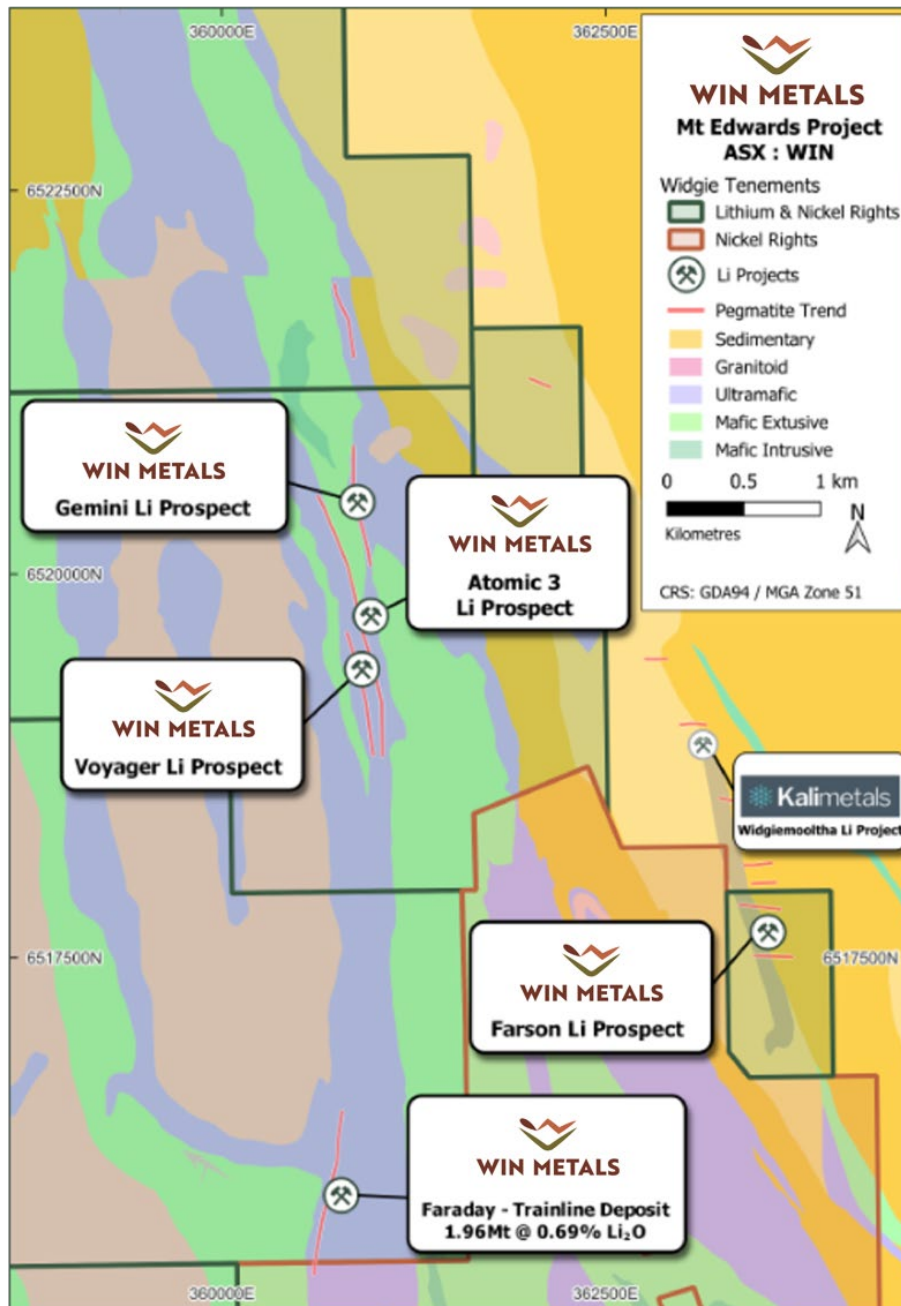 360000E
362500E
WIN METALS
Mt Edwards Project
ASX : WIN
Widgie Tenements
Lithium & Nickel Rights
Nickel Rights
Li Projects
Pegmatite Trend
Sedimentary
Granitoid
Ultramafic
Mafic Extusive
Mafic Intrusive
0 0.5 1 km
Kilometres
N
CRS: GDA94 / MGA Zone 51
6522500N
WIN METALS
Gemini Li Prospect
WIN METALS
Atomic 3
Li Prospect
6520000N
WIN METALS
Voyager Li Prospect
Kalimetals
Widgiemooltha Li Project
6517500N
6517500N
WIN METALS
Farson Li Prospect
WIN METALS
Faraday - Trainline Deposit
1.96Mt @ 0.69% Li₂O
360000E
362500E